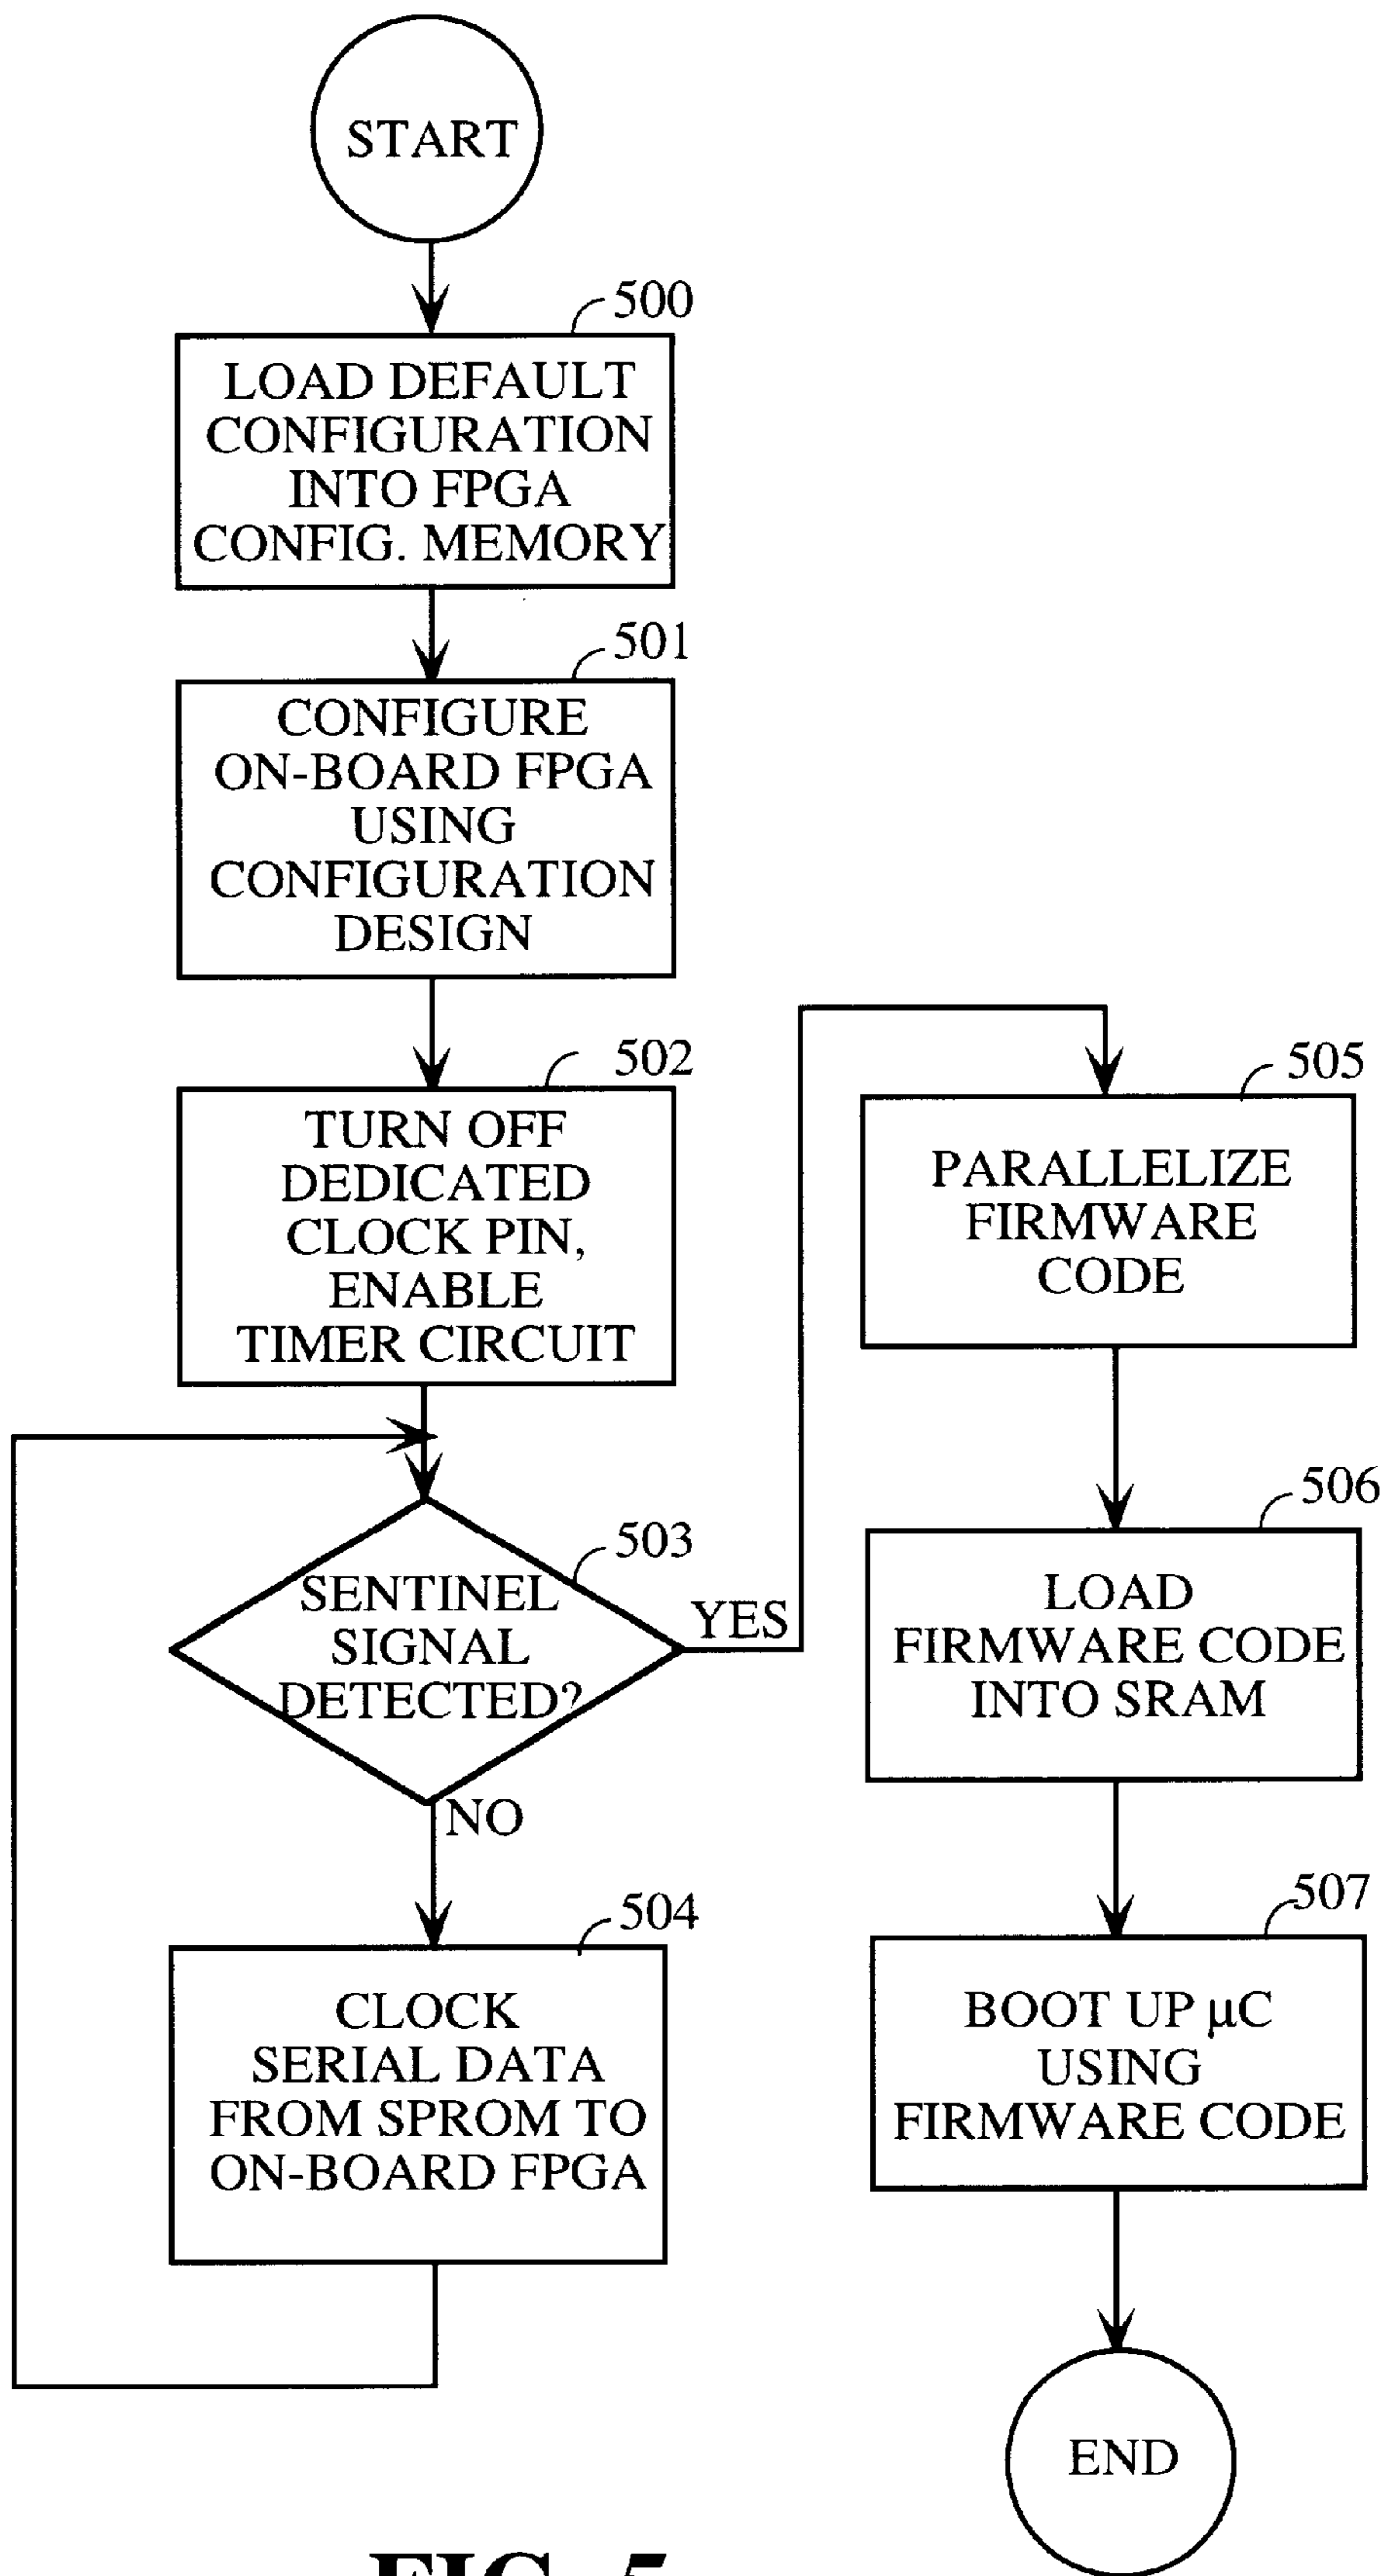 START
500
LOAD DEFAULT
CONFIGURATION
INTO FPGA
CONFIG. MEMORY
501
CONFIGURE
ON-BOARD FPGA
USING
CONFIGURATION
DESIGN
502
TURN OFF
DEDICATED
CLOCK PIN,
ENABLE
TIMER CIRCUIT
503
SENTINEL
SIGNAL
DETECTED?
YES
NO
504
CLOCK
SERIAL DATA
FROM SPROM TO
ON-BOARD FPGA
505
PARALLELIZE
FIRMWARE
CODE
506
LOAD
FIRMWARE CODE
INTO SRAM
507
BOOT UP µC
USING
FIRMWARE CODE
END
FIG. 5